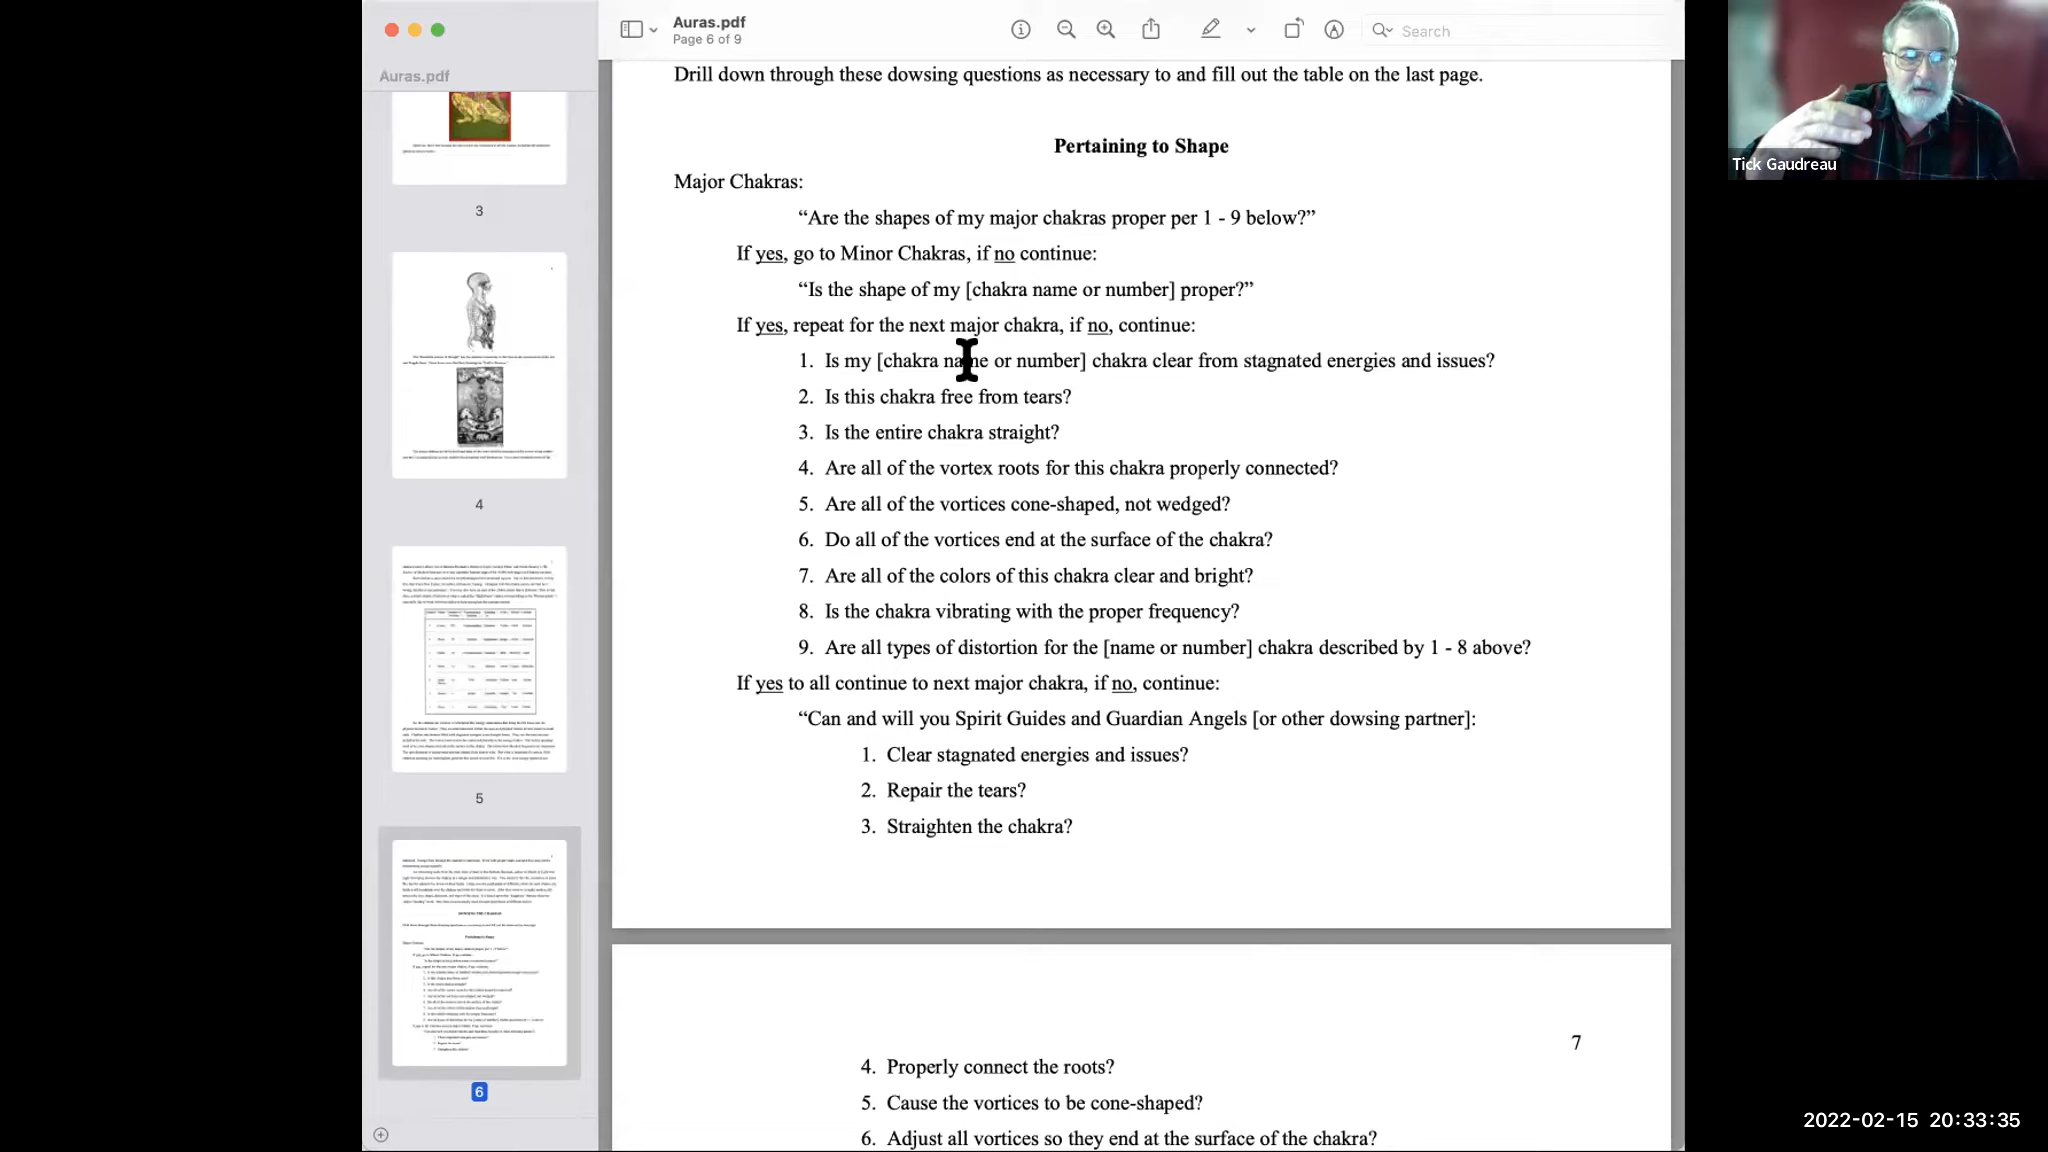 Auras.pdf
Page 6 of 9
Search
Auras.pdf
3
4
5
6
Drill down through these dowsing questions as necessary to and fill out the table on the last page.
Pertaining to Shape
Major Chakras:
“Are the shapes of my major chakras proper per 1 - 9 below?”
If yes, go to Minor Chakras, if no continue:
“Is the shape of my [chakra name or number] proper?”
If yes, repeat for the next major chakra, if no, continue:
1. Is my [chakra name or number] chakra clear from stagnated energies and issues?
2. Is this chakra free from tears?
3. Is the entire chakra straight?
4. Are all of the vortex roots for this chakra properly connected?
5. Are all of the vortices cone-shaped, not wedged?
6. Do all of the vortices end at the surface of the chakra?
7. Are all of the colors of this chakra clear and bright?
8. Is the chakra vibrating with the proper frequency?
9. Are all types of distortion for the [name or number] chakra described by 1 - 8 above?
If yes to all continue to next major chakra, if no, continue:
“Can and will you Spirit Guides and Guardian Angels [or other dowsing partner]:
1. Clear stagnated energies and issues?
2. Repair the tears?
3. Straighten the chakra?
7
4. Properly connect the roots?
5. Cause the vortices to be cone-shaped?
6. Adjust all vortices so they end at the surface of the chakra?
Tick Gaudreau
2022-02-15 20:33:35